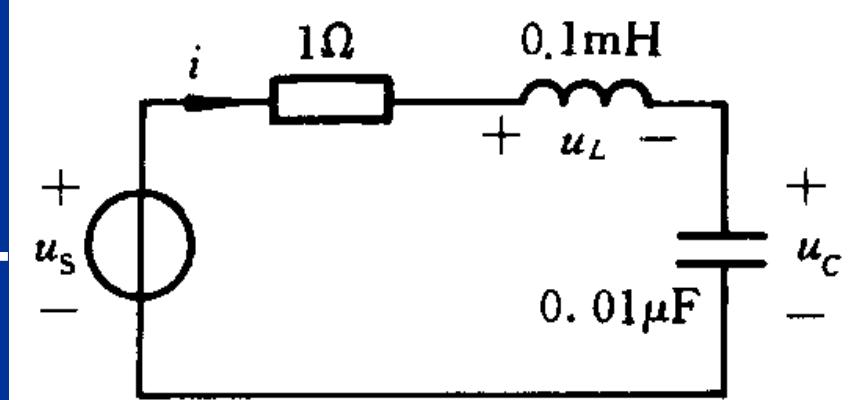 1Ω 0.1mH
i
+ u_L −
+ +
u_S u_C
− 0.01μF −